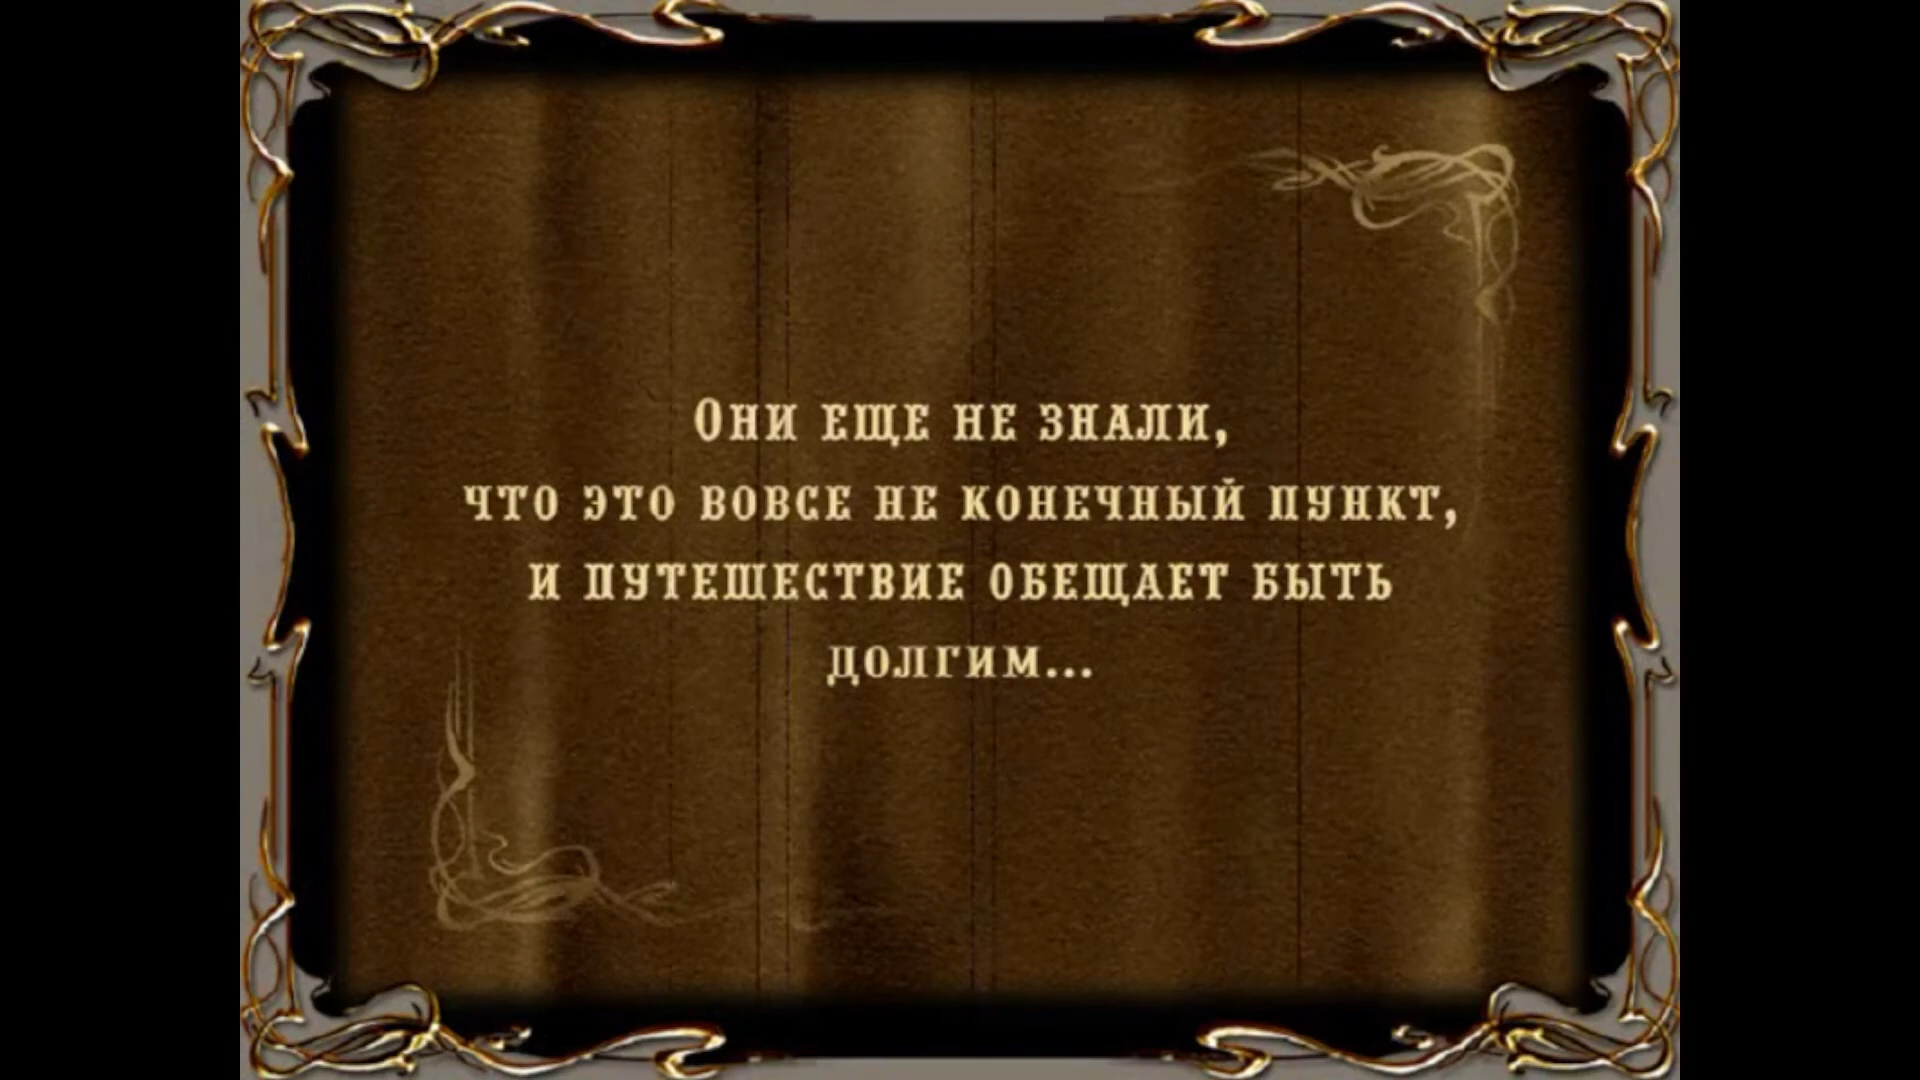 Они еще не знали,
что это вовсе не конечный пункт,
и путешествие обещает быть
долгим...